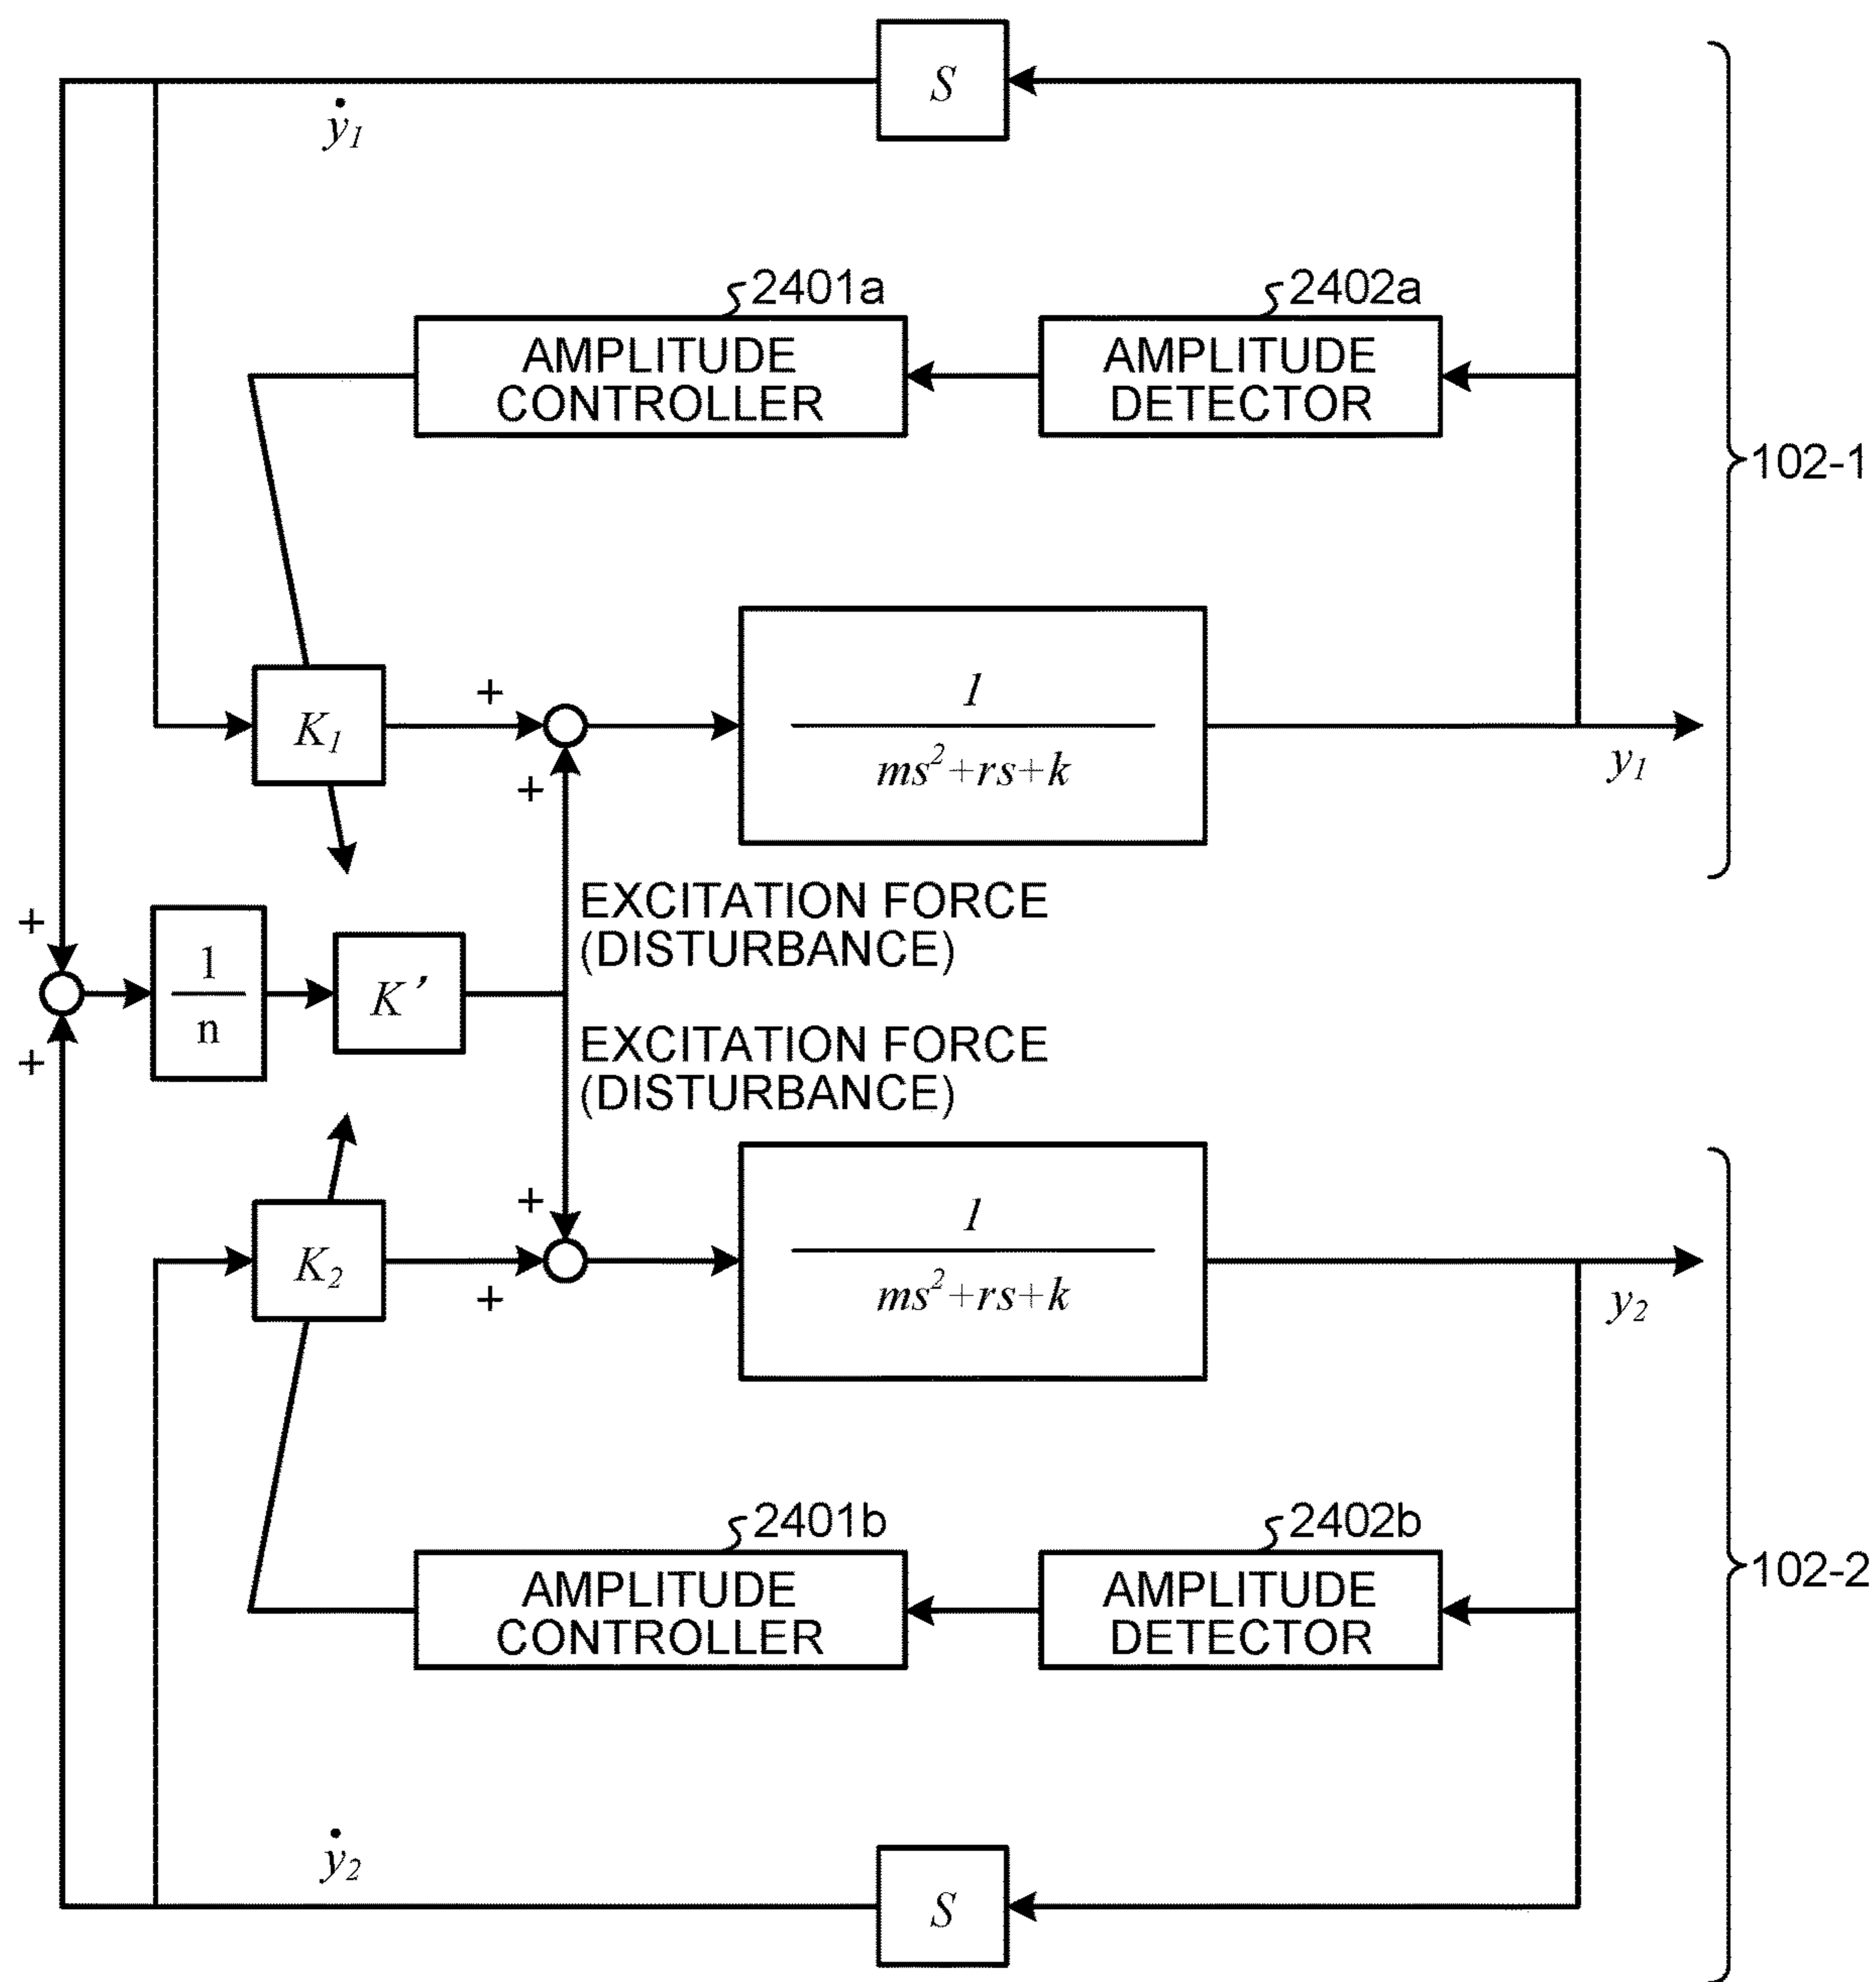 S
ẏ₁
2401a
2402a
AMPLITUDE
CONTROLLER
AMPLITUDE
DETECTOR
102-1
K₁
+
+
1
ms²+rs+k
y₁
EXCITATION FORCE
(DISTURBANCE)
+
1
n
K'
+
EXCITATION FORCE
(DISTURBANCE)
K₂
+
+
1
ms²+rs+k
y₂
2401b
2402b
AMPLITUDE
CONTROLLER
AMPLITUDE
DETECTOR
102-2
ẏ₂
S